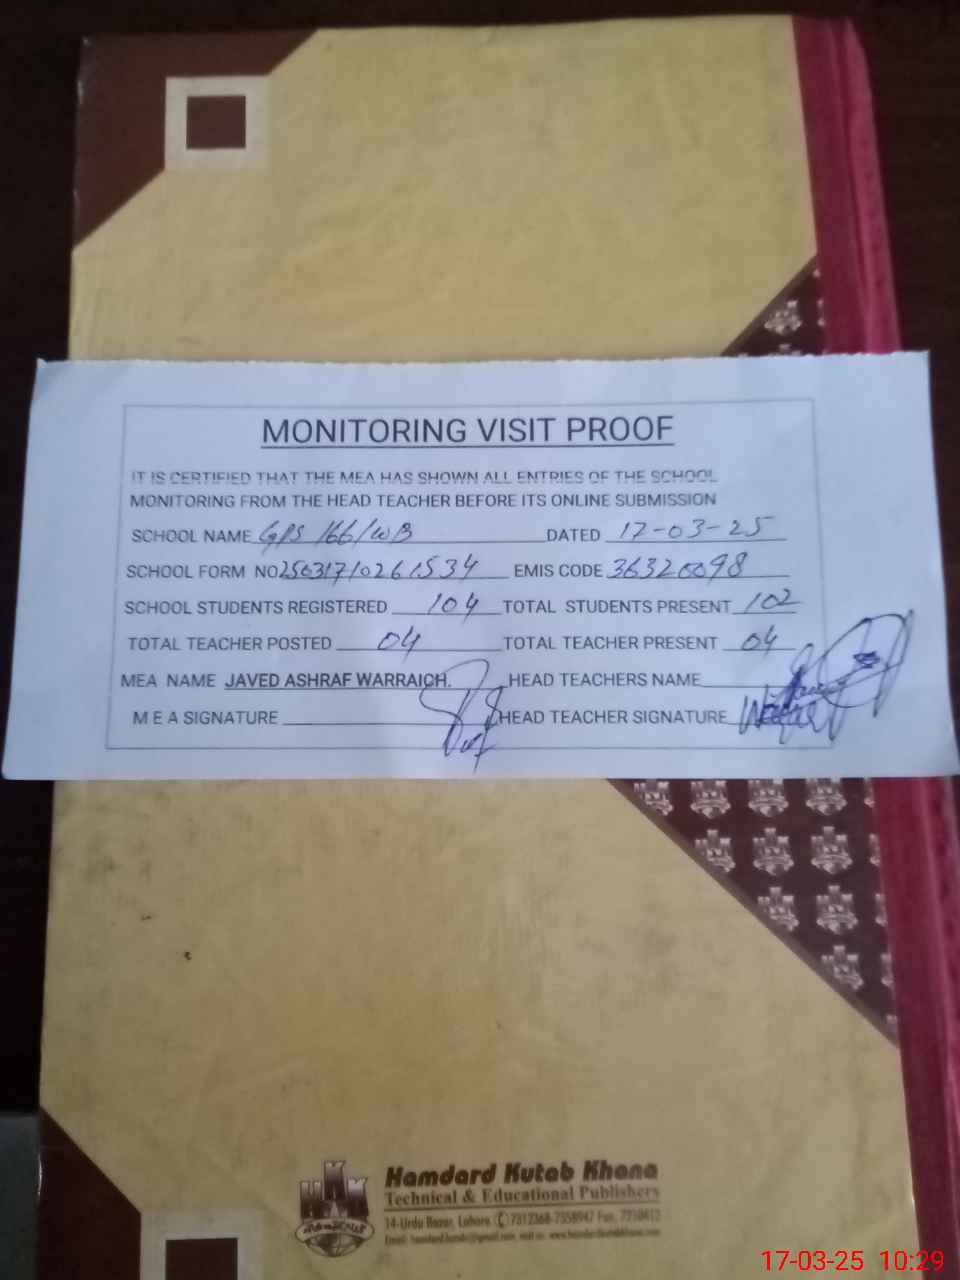 MONITORING VISIT PROOF
IT IS CERTIFIED THAT THE MEA HAS SHOWN ALL ENTRIES OF THE SCHOOL
MONITORING FROM THE HEAD TEACHER BEFORE ITS ONLINE SUBMISSION
SCHOOL NAME GPS 166/WB DATED 17-03-25
SCHOOL FORM NO 25031710261534 EMIS CODE 36320098
SCHOOL STUDENTS REGISTERED 104 TOTAL STUDENTS PRESENT 102
TOTAL TEACHER POSTED 04 TOTAL TEACHER PRESENT 04
MEA NAME JAVED ASHRAF WARRAICH. HEAD TEACHERS NAME
M E A SIGNATURE HEAD TEACHER SIGNATURE
HKK
Hamdard Kutab Khana
Technical & Educational Publishers
14-Urdu Bazar, Lahore 7312368-7358947 Fax.
17-03-25 10:29